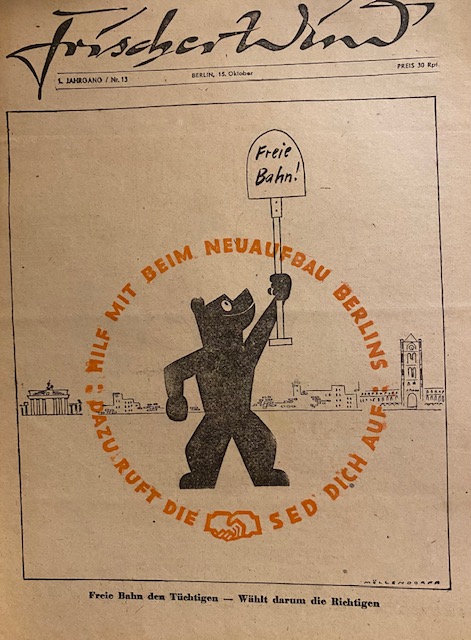 Frischer Wind
1. JAHRGANG / Nr. 13
BERLIN, 15. Oktober
PREIS 30 Rpf.
Freie
Bahn!
: HILF MIT BEIM NEUAUFBAU BERLINS :
DAZU RUFT DIE SED DICH AUF
MÖLLENDORFF
Freie Bahn den Tüchtigen — Wählt darum die Richtigen